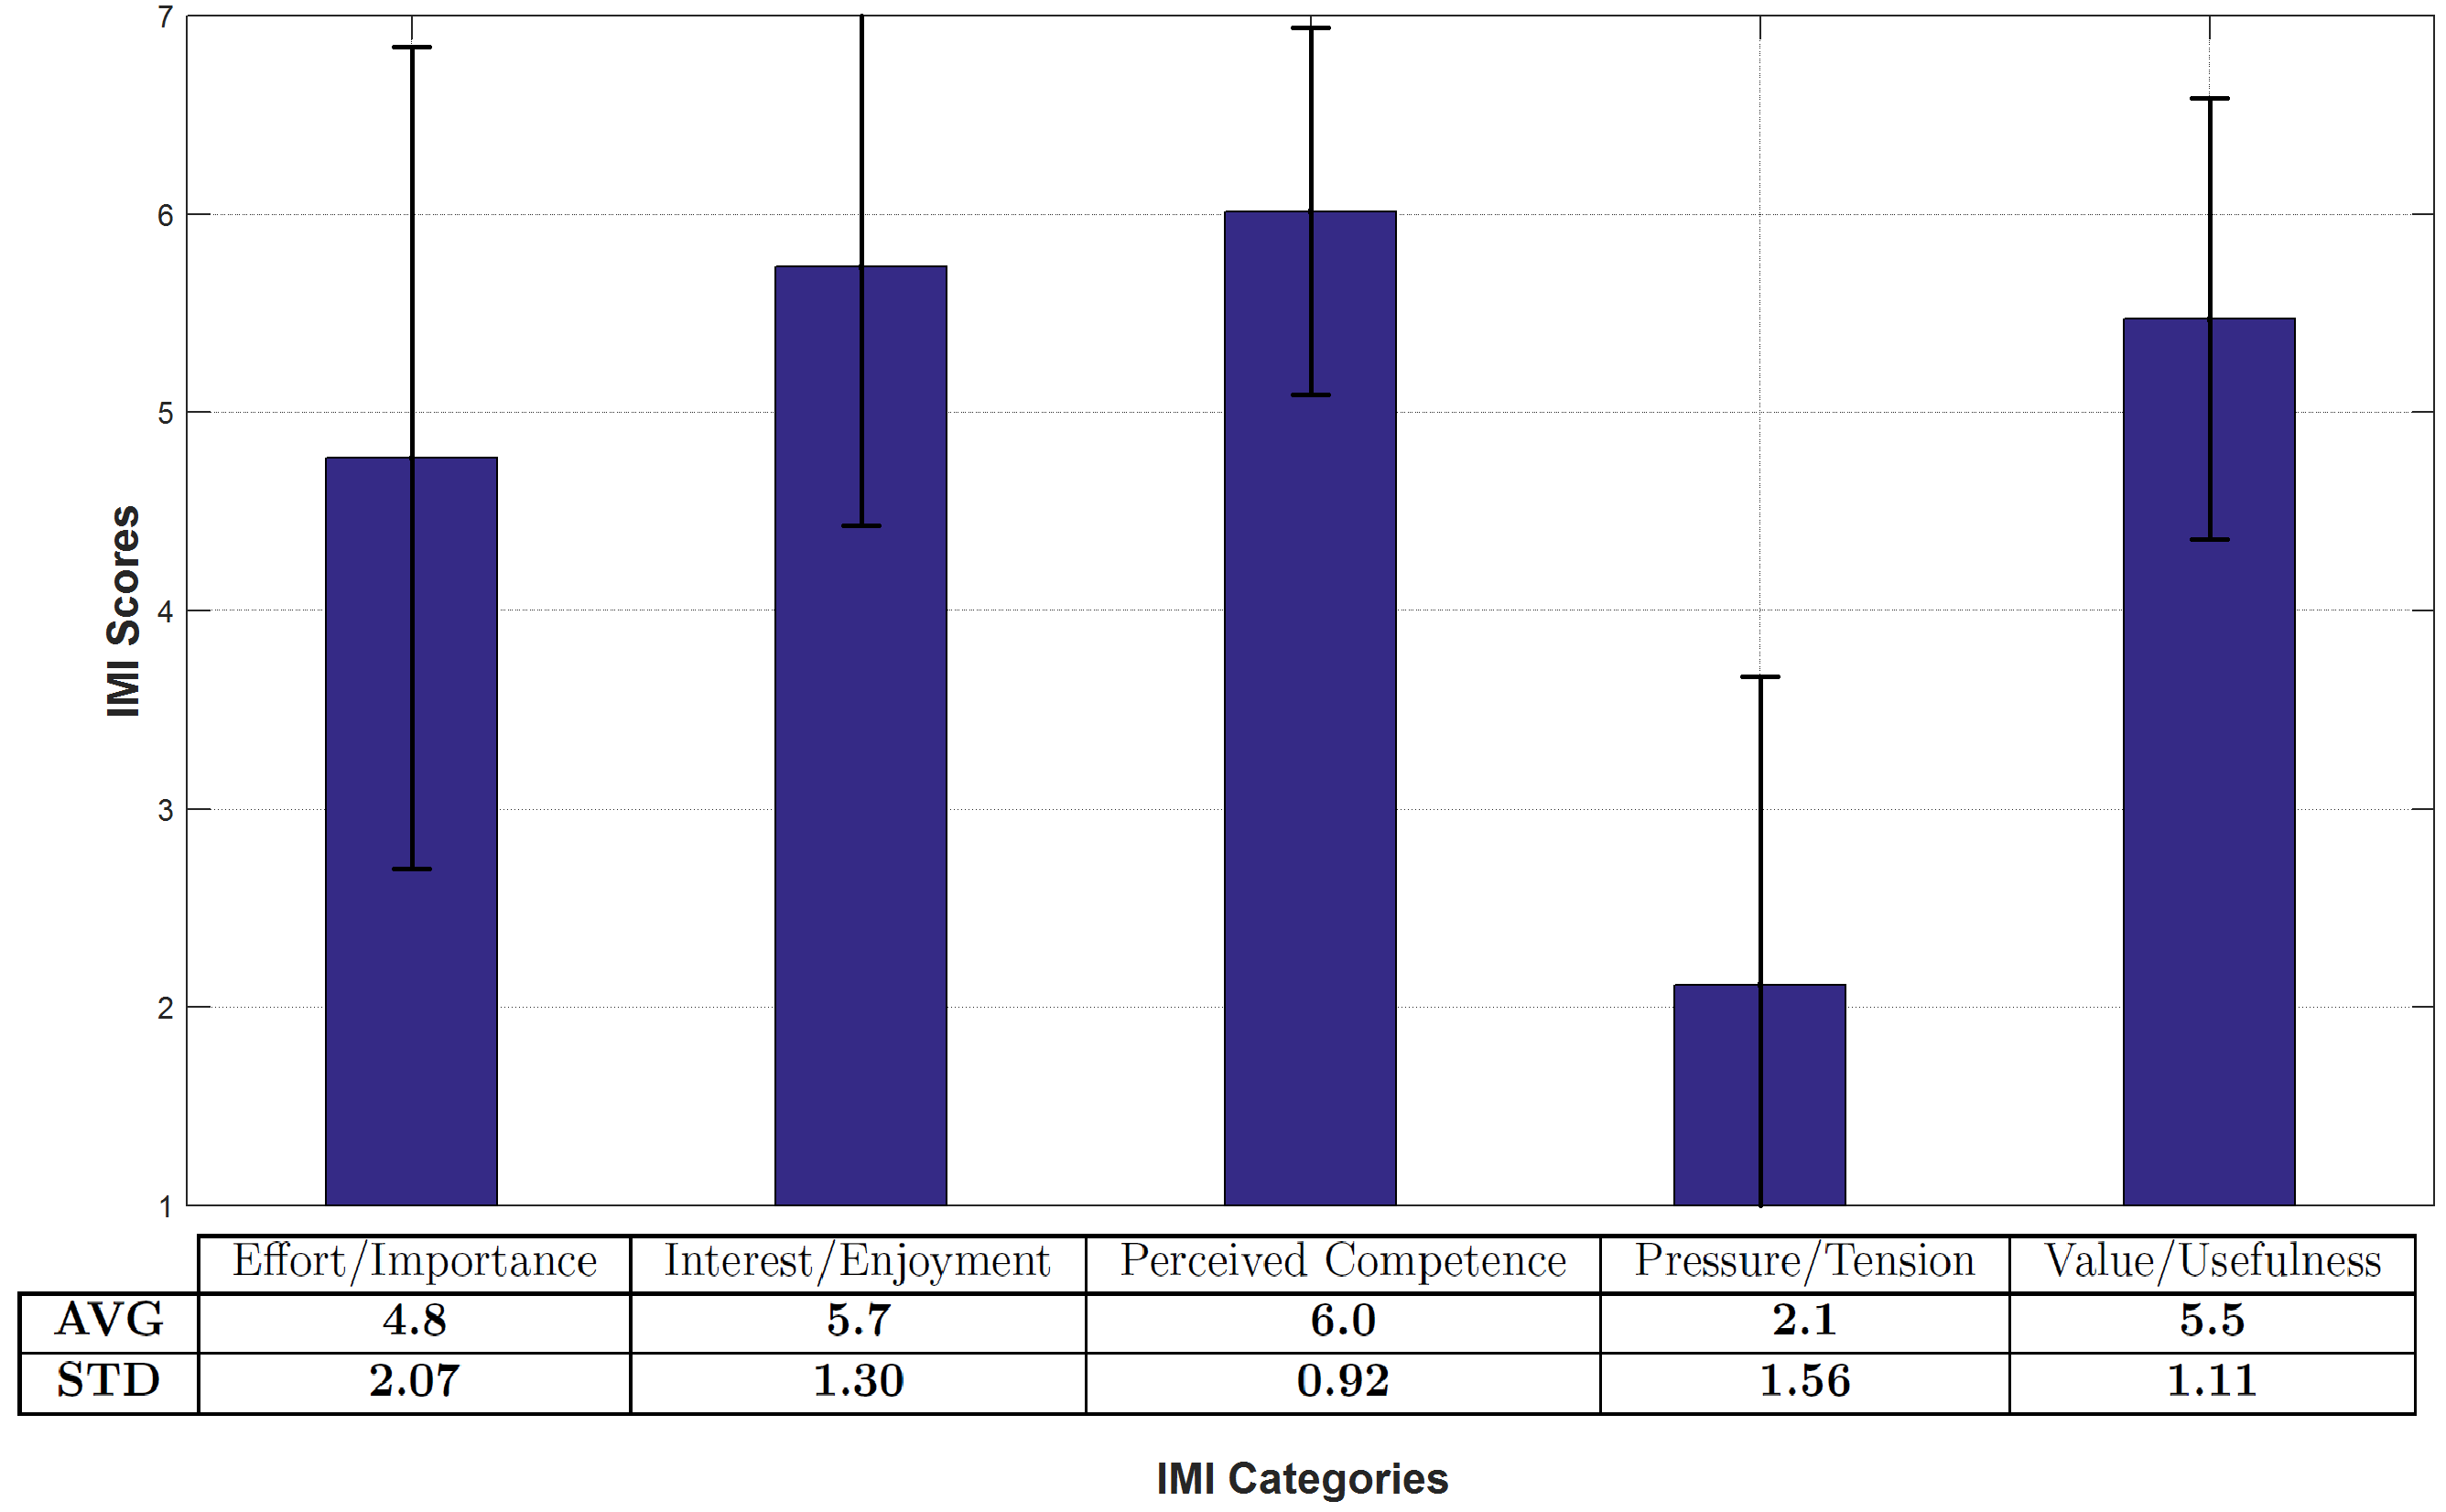 7
6
5
4
3
2
1
IMI Scores
Effort/Importance Interest/Enjoyment Perceived Competence Pressure/Tension Value/Usefulness
AVG 4.8 5.7 6.0 2.1 5.5
STD 2.07 1.30 0.92 1.56 1.11
IMI Categories